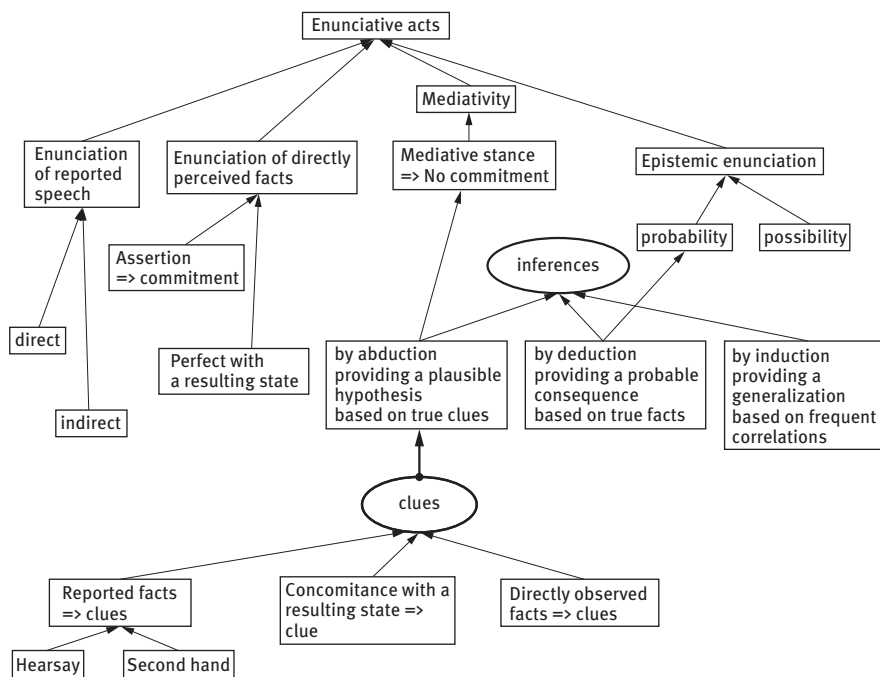 Enunciative acts
Mediativity
Enunciation
of reported
speech
Enunciation of directly
perceived facts
Mediative stance
=> No commitment
Epistemic enunciation
Assertion
=> commitment
inferences
probability
possibility
direct
Perfect with
a resulting state
indirect
by abduction
providing a plausible
hypothesis
based on true clues
by deduction
providing a probable
consequence
based on true facts
by induction
providing a
generalization
based on frequent
correlations
clues
Reported facts
=> clues
Concomitance with a
resulting state =>
clue
Directly observed
facts => clues
Hearsay
Second hand